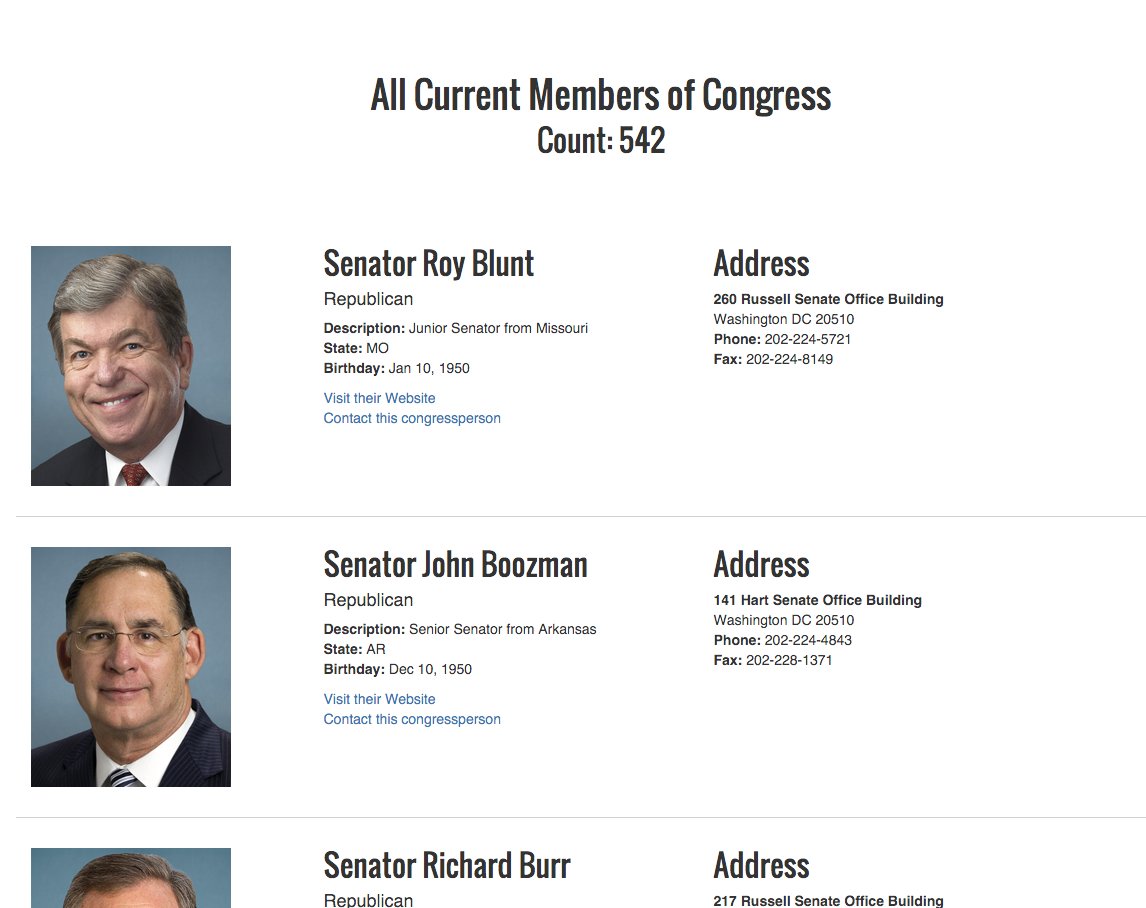 All Current Members of Congress
Count: 542
Senator Roy Blunt
Republican
Description: Junior Senator from Missouri
State: MO
Birthday: Jan 10, 1950
Visit their Website
Contact this congressperson
Address
260 Russell Senate Office Building
Washington DC 20510
Phone: 202-224-5721
Fax: 202-224-8149
Senator John Boozman
Republican
Description: Senior Senator from Arkansas
State: AR
Birthday: Dec 10, 1950
Visit their Website
Contact this congressperson
Address
141 Hart Senate Office Building
Washington DC 20510
Phone: 202-224-4843
Fax: 202-228-1371
Senator Richard Burr
Republican
Address
217 Russell Senate Office Building